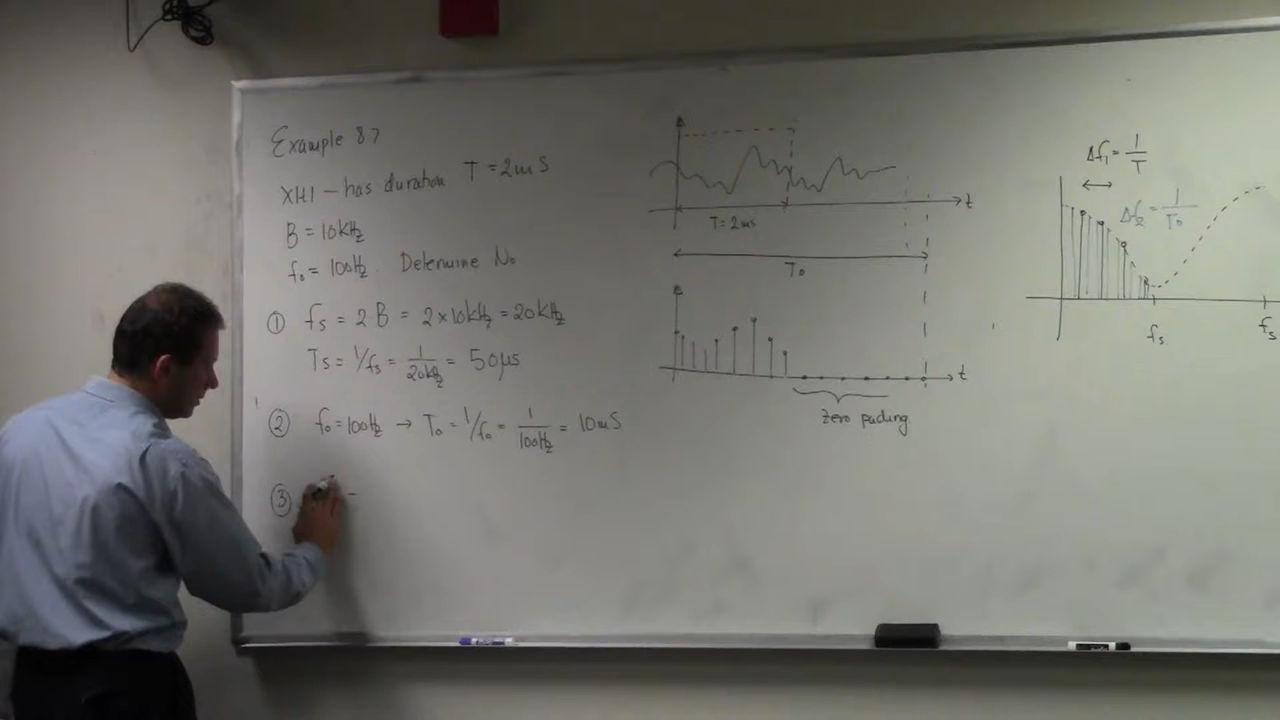 Example 8.7
X(t) - has duration T = 2mS
B = 10kHz
f₀ = 100Hz. Determine N₀
① fs = 2B = 2×10kHz = 20kHz
Ts = 1/fs = 1/20kHz = 50μs
② f₀ = 100Hz → T₀ = 1/f₀ = 1/100Hz = 10mS
③
t
T = 2ms
T₀
t
Zero pading
Δf₁ = 1/T
Δf₂ = 1/T₀
fs
fs